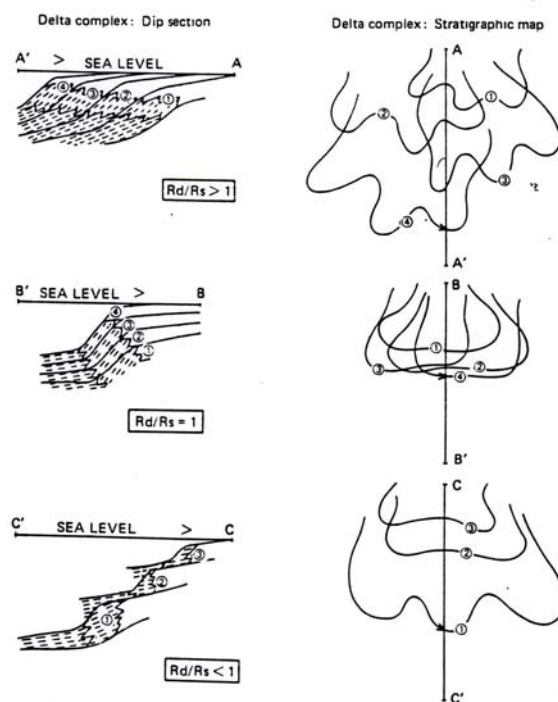 Delta complex: Dip section
Delta complex: Stratigraphic map
A' > SEA LEVEL A
④ ③ ② ①
Rd/Rs > 1
A
① ② ③ ④
A'
B' SEA LEVEL > B
④ ③ ② ①
Rd/Rs = 1
B
① ③ ② ④
B'
C' SEA LEVEL > C
③ ② ①
Rd/Rs < 1
C
③ ② ①
C'